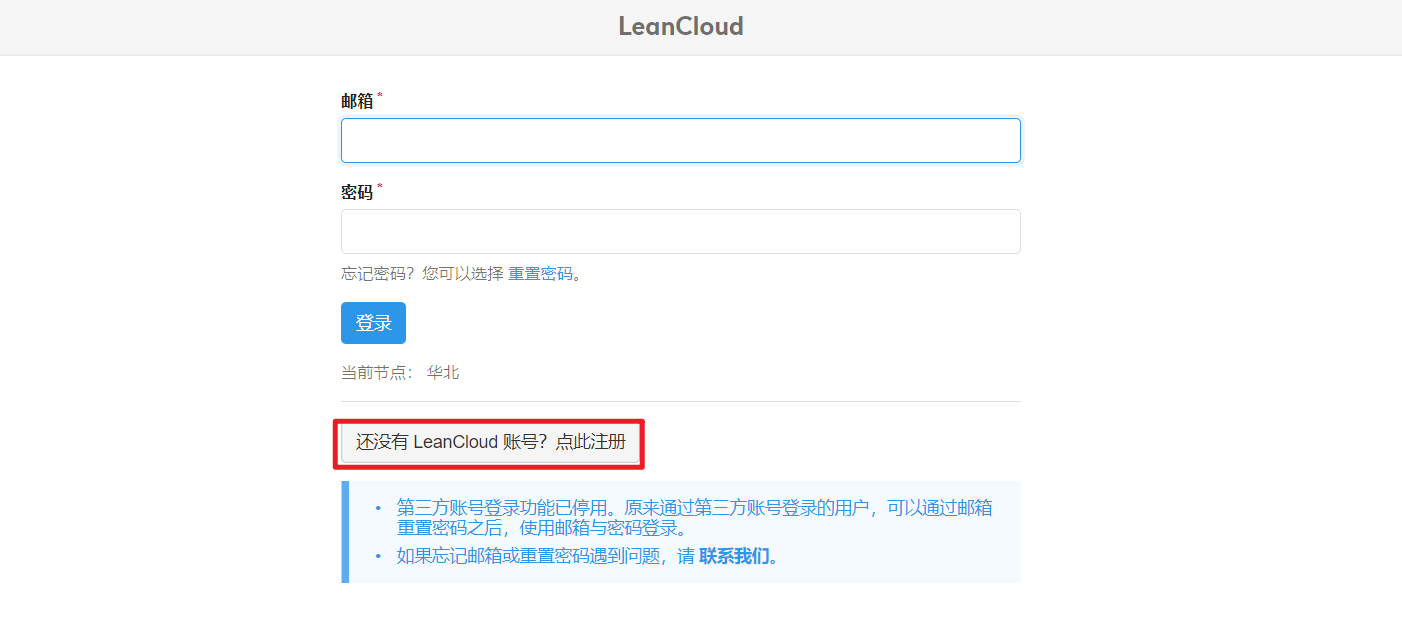 LeanCloud
邮箱 *
密码 *
忘记密码？您可以选择 重置密码。
登录
当前节点： 华北
还没有 LeanCloud 账号？点此注册
• 第三方账号登录功能已停用。原来通过第三方账号登录的用户，可以通过邮箱
重置密码之后，使用邮箱与密码登录。
• 如果忘记邮箱或重置密码遇到问题，请 联系我们。